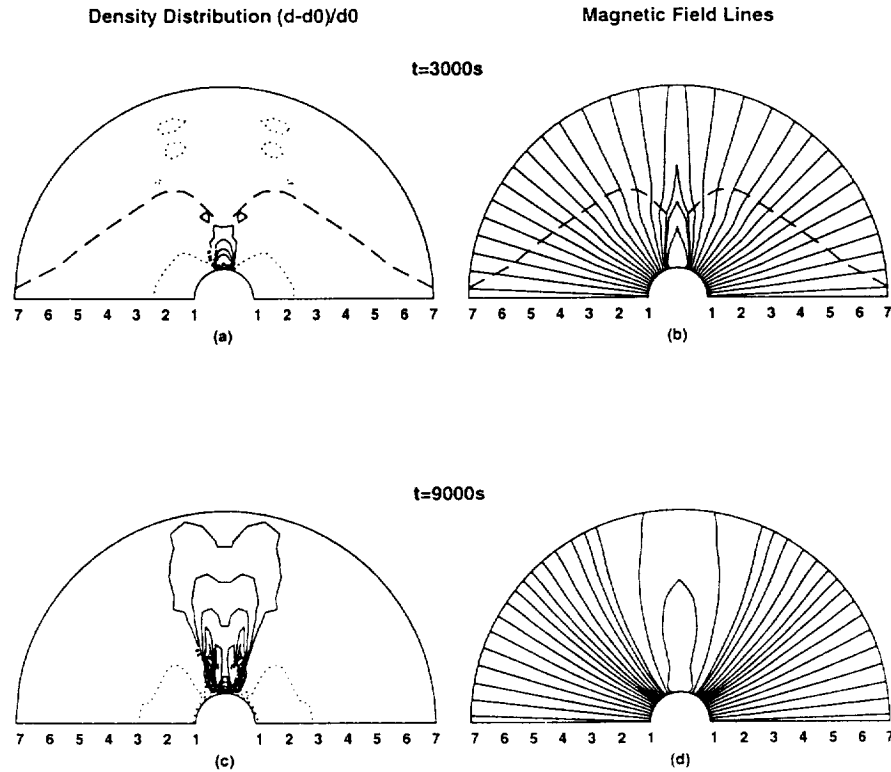 Density Distribution (d-d0)/d0
Magnetic Field Lines
t=3000s
7 6 5 4 3 2 1 1 2 3 4 5 6 7
(a)
7 6 5 4 3 2 1 1 2 3 4 5 6 7
(b)
t=9000s
7 6 5 4 3 2 1 1 2 3 4 5 6 7
(c)
7 6 5 4 3 2 1 1 2 3 4 5 6 7
(d)